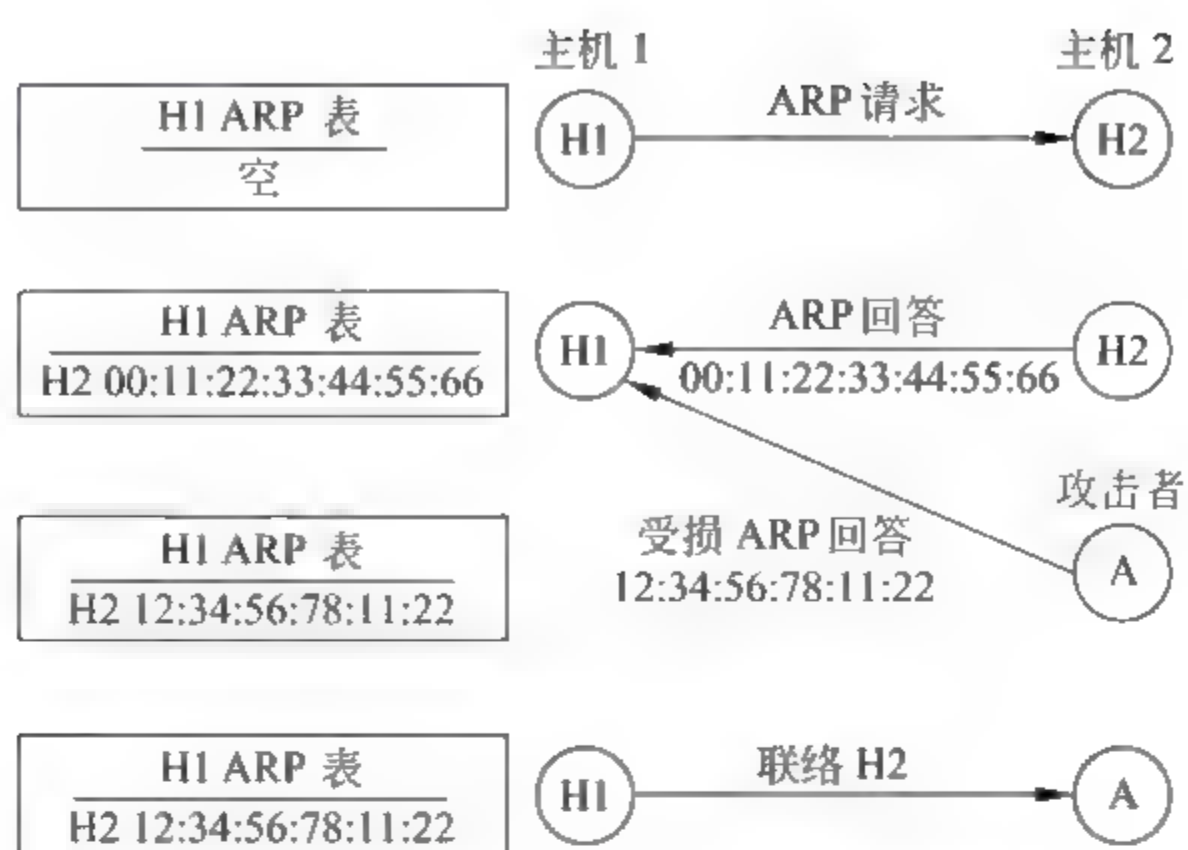 主机 1
主机 2
H1 ARP 表
空
H1
ARP 请求
H2
H1 ARP 表
H2 00:11:22:33:44:55:66
H1
ARP 回答
00:11:22:33:44:55:66
H2
攻击者
H1 ARP 表
H2 12:34:56:78:11:22
受损 ARP 回答
12:34:56:78:11:22
A
H1 ARP 表
H2 12:34:56:78:11:22
H1
联络 H2
A